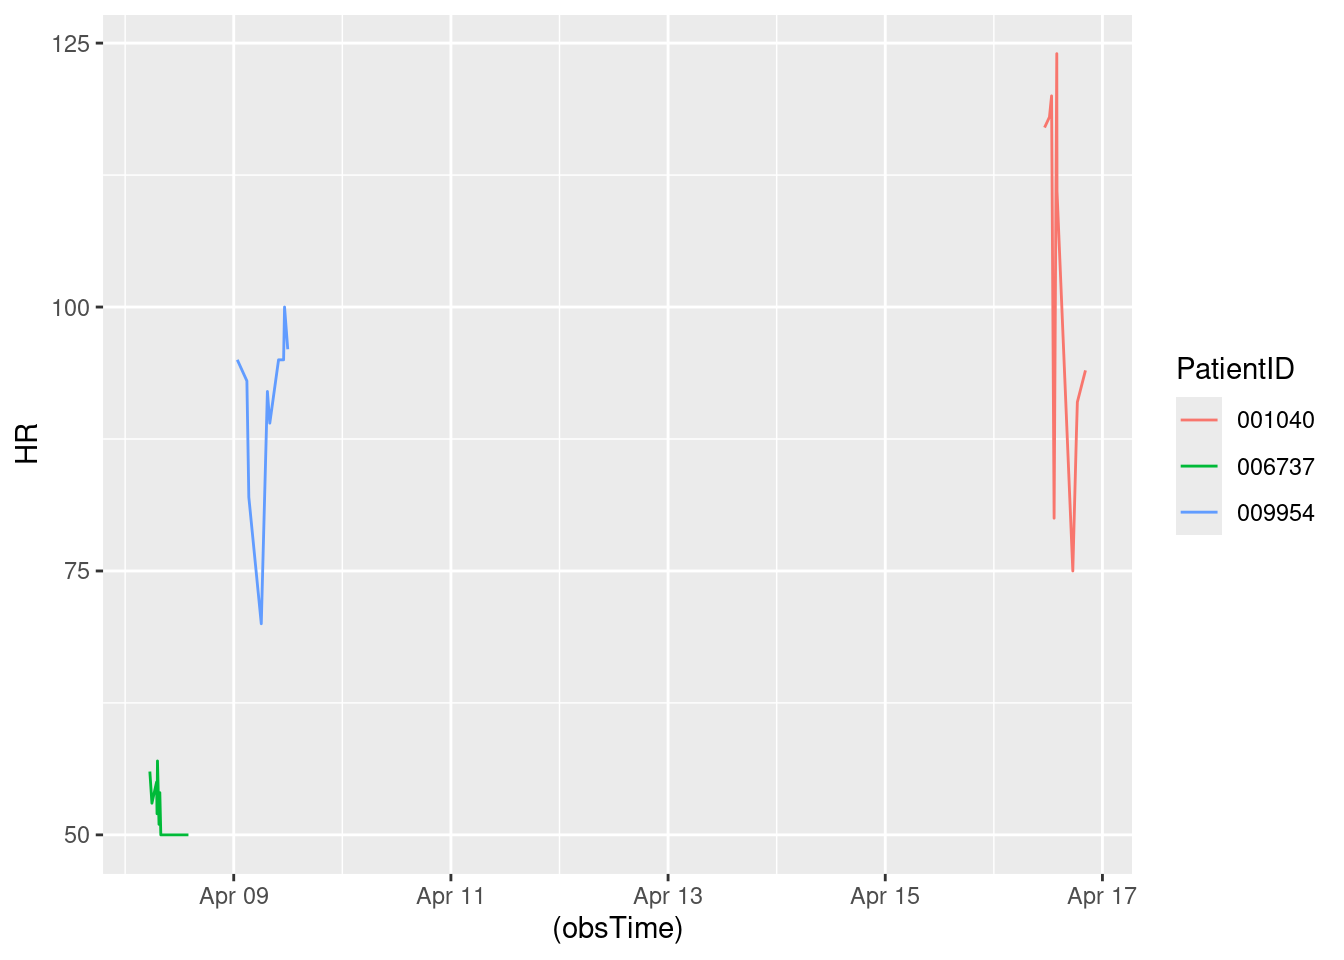 125
100
75
50
HR
Apr 09
Apr 11
Apr 13
Apr 15
Apr 17
(obsTime)
PatientID
001040
006737
009954